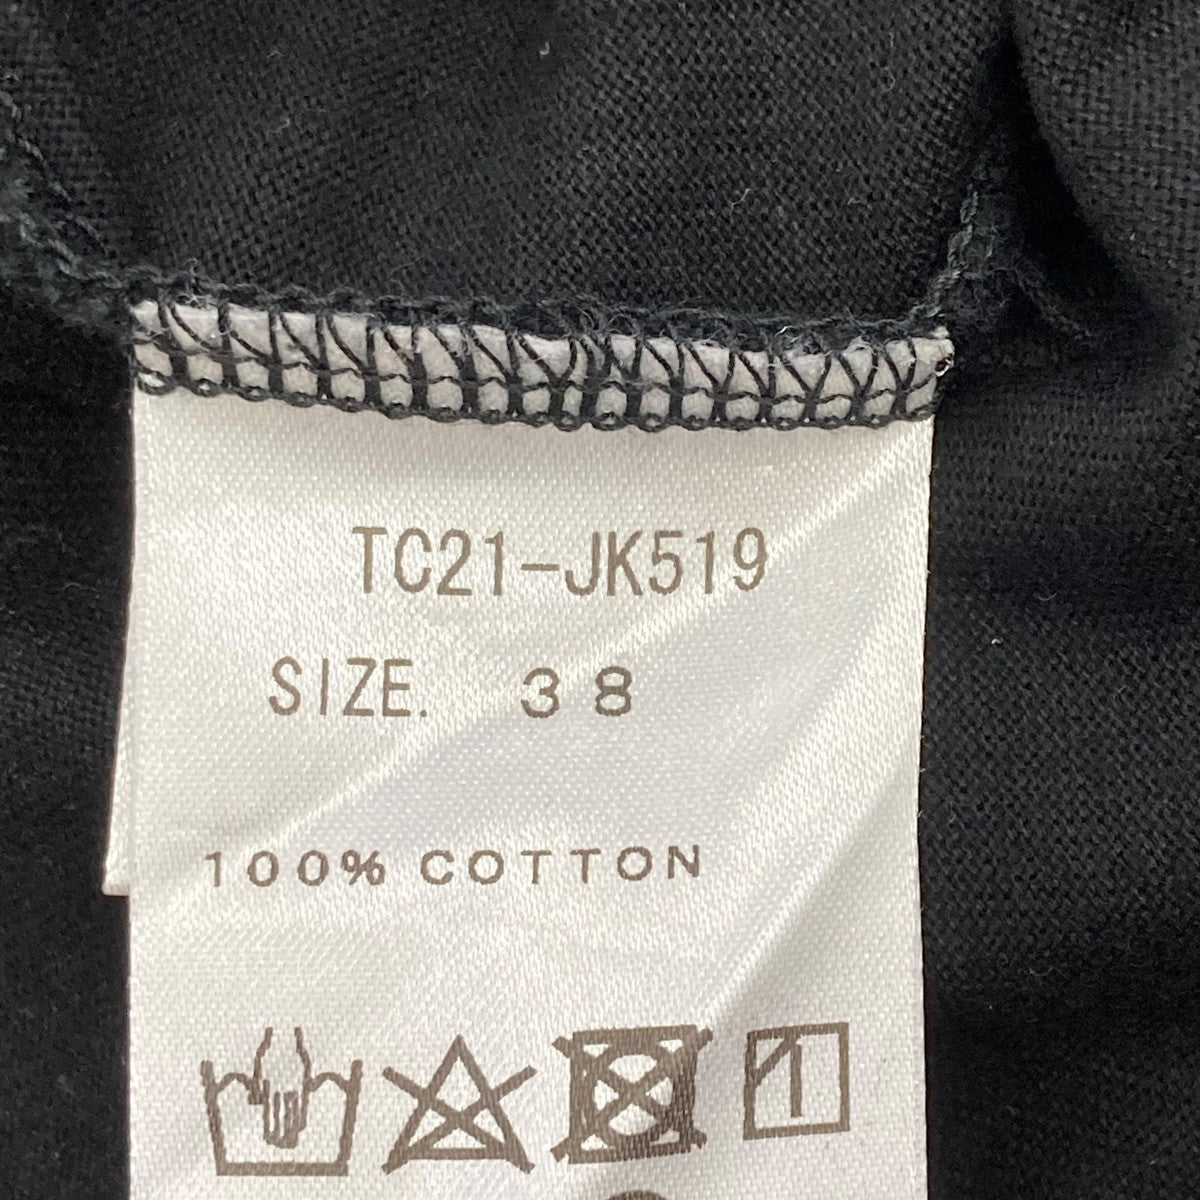 TC21-JK519
SIZE. 38
100% COTTON